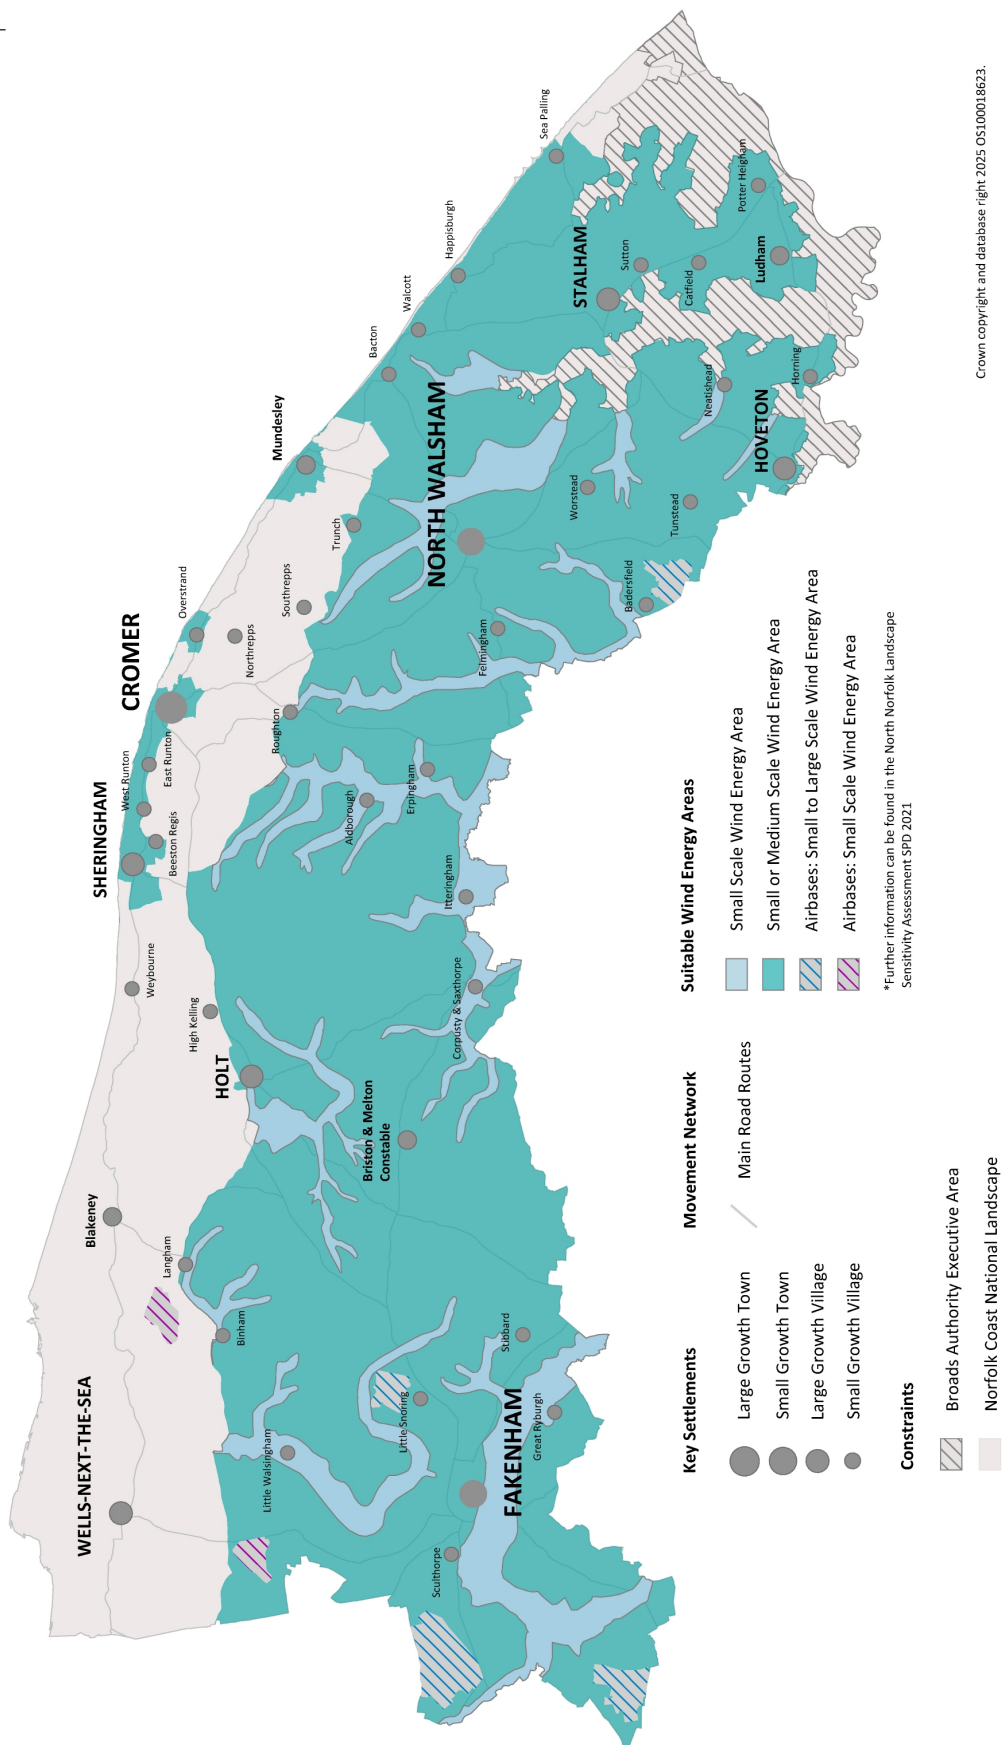 WELLS-NEXT-THE-SEA
Blakeney
Langham
Binham
Little Walsingham
Little Snoring
Sculthorpe
FAKENHAM
Great Ryburgh
Stibbard
Weybourne
High Kelling
HOLT
Briston & Melton
Constable
Corpusty & Saxthorpe
Itteringham
SHERINGHAM
Beeston Regis
West Runton
East Runton
CROMER
Overstrand
Northrepps
Southrepps
Roughton
Aldborough
Erpingham
Felmingham
Trunch
Mundesley
Bacton
Walcott
Happisburgh
Sea Palling
NORTH WALSHAM
Worstead
Tunstead
Badersfield
STALHAM
Sutton
Catfield
Ludham
Potter Heigham
Neatishead
Horning
HOVETON
Key Settlements
Large Growth Town
Small Growth Town
Large Growth Village
Small Growth Village
Constraints
Broads Authority Executive Area
Norfolk Coast National Landscape
Movement Network
Main Road Routes
Suitable Wind Energy Areas
Small Scale Wind Energy Area
Small or Medium Scale Wind Energy Area
Airbases: Small to Large Scale Wind Energy Area
Airbases: Small Scale Wind Energy Area
*Further information can be found in the North Norfolk Landscape
Sensitivity Assessment SPD 2021
Crown copyright and database right 2025 OS100018623.